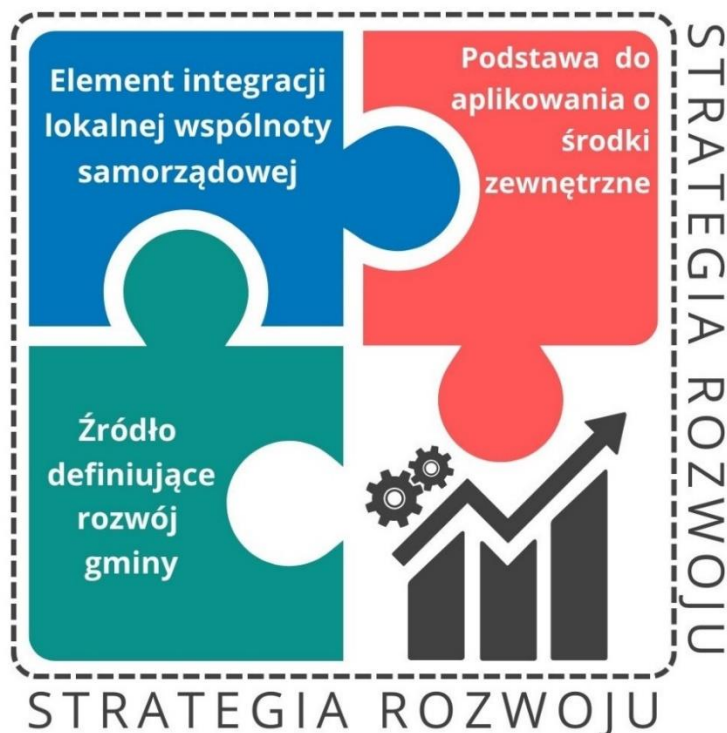 Element integracji
lokalnej wspólnoty
samorządowej
Podstawa do
aplikowania o
środki
zewnętrzne
Źródło
definiujące
rozwój
gminy
STRATEGIA ROZWOJU
STRATEGIA ROZWOJU